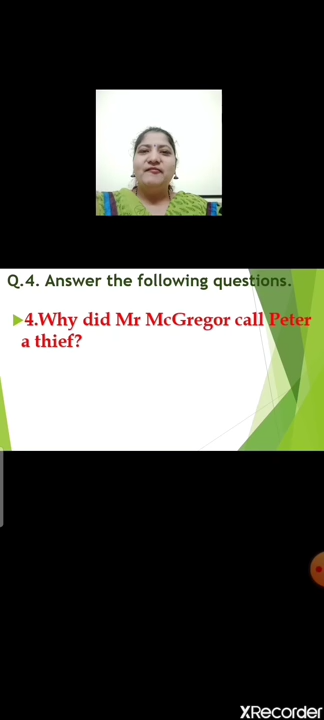 Q.4. Answer the following questions.
4.Why did Mr McGregor call Peter
a thief?
XRecorder